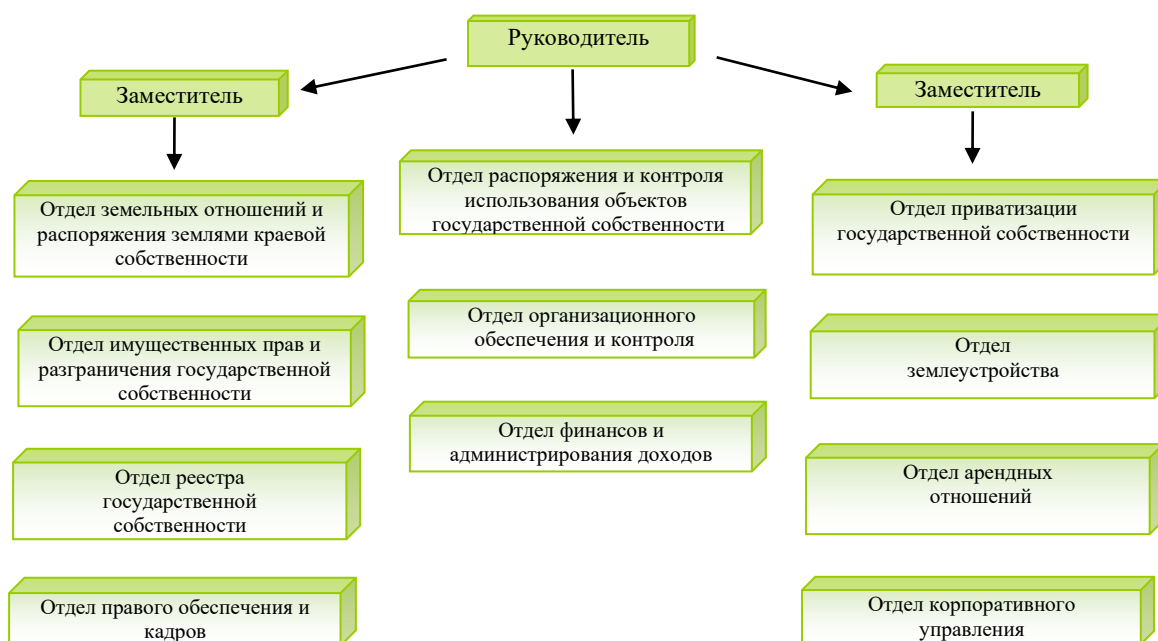 Руководитель
Заместитель
Заместитель
Отдел земельных отношений и
распоряжения землями краевой
собственности
Отдел имущественных прав и
разграничения государственной
собственности
Отдел реестра
государственной
собственности
Отдел правого обеспечения и
кадров
Отдел распоряжения и контроля
использования объектов
государственной собственности
Отдел организационного
обеспечения и контроля
Отдел финансов и
администрирования доходов
Отдел приватизации
государственной собственности
Отдел
землеустройства
Отдел арендных
отношений
Отдел корпоративного
управления